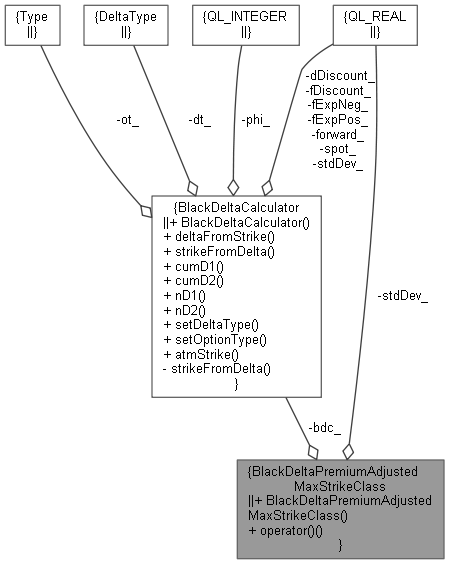 {Type
||}
{DeltaType
||}
{QL_INTEGER
||}
{QL_REAL
||}
-ot_
-dt_
-phi_
-dDiscount_
-fDiscount_
-fExpNeg_
-fExpPos_
-forward_
-spot_
-stdDev_
{BlackDeltaCalculator
||+ BlackDeltaCalculator()
+ deltaFromStrike()
+ strikeFromDelta()
+ cumD1()
+ cumD2()
+ nD1()
+ nD2()
+ setDeltaType()
+ setOptionType()
+ atmStrike()
- strikeFromDelta()
}
-stdDev_
-bdc_
{BlackDeltaPremiumAdjusted
MaxStrikeClass
||+ BlackDeltaPremiumAdjusted
MaxStrikeClass()
+ operator()()
}